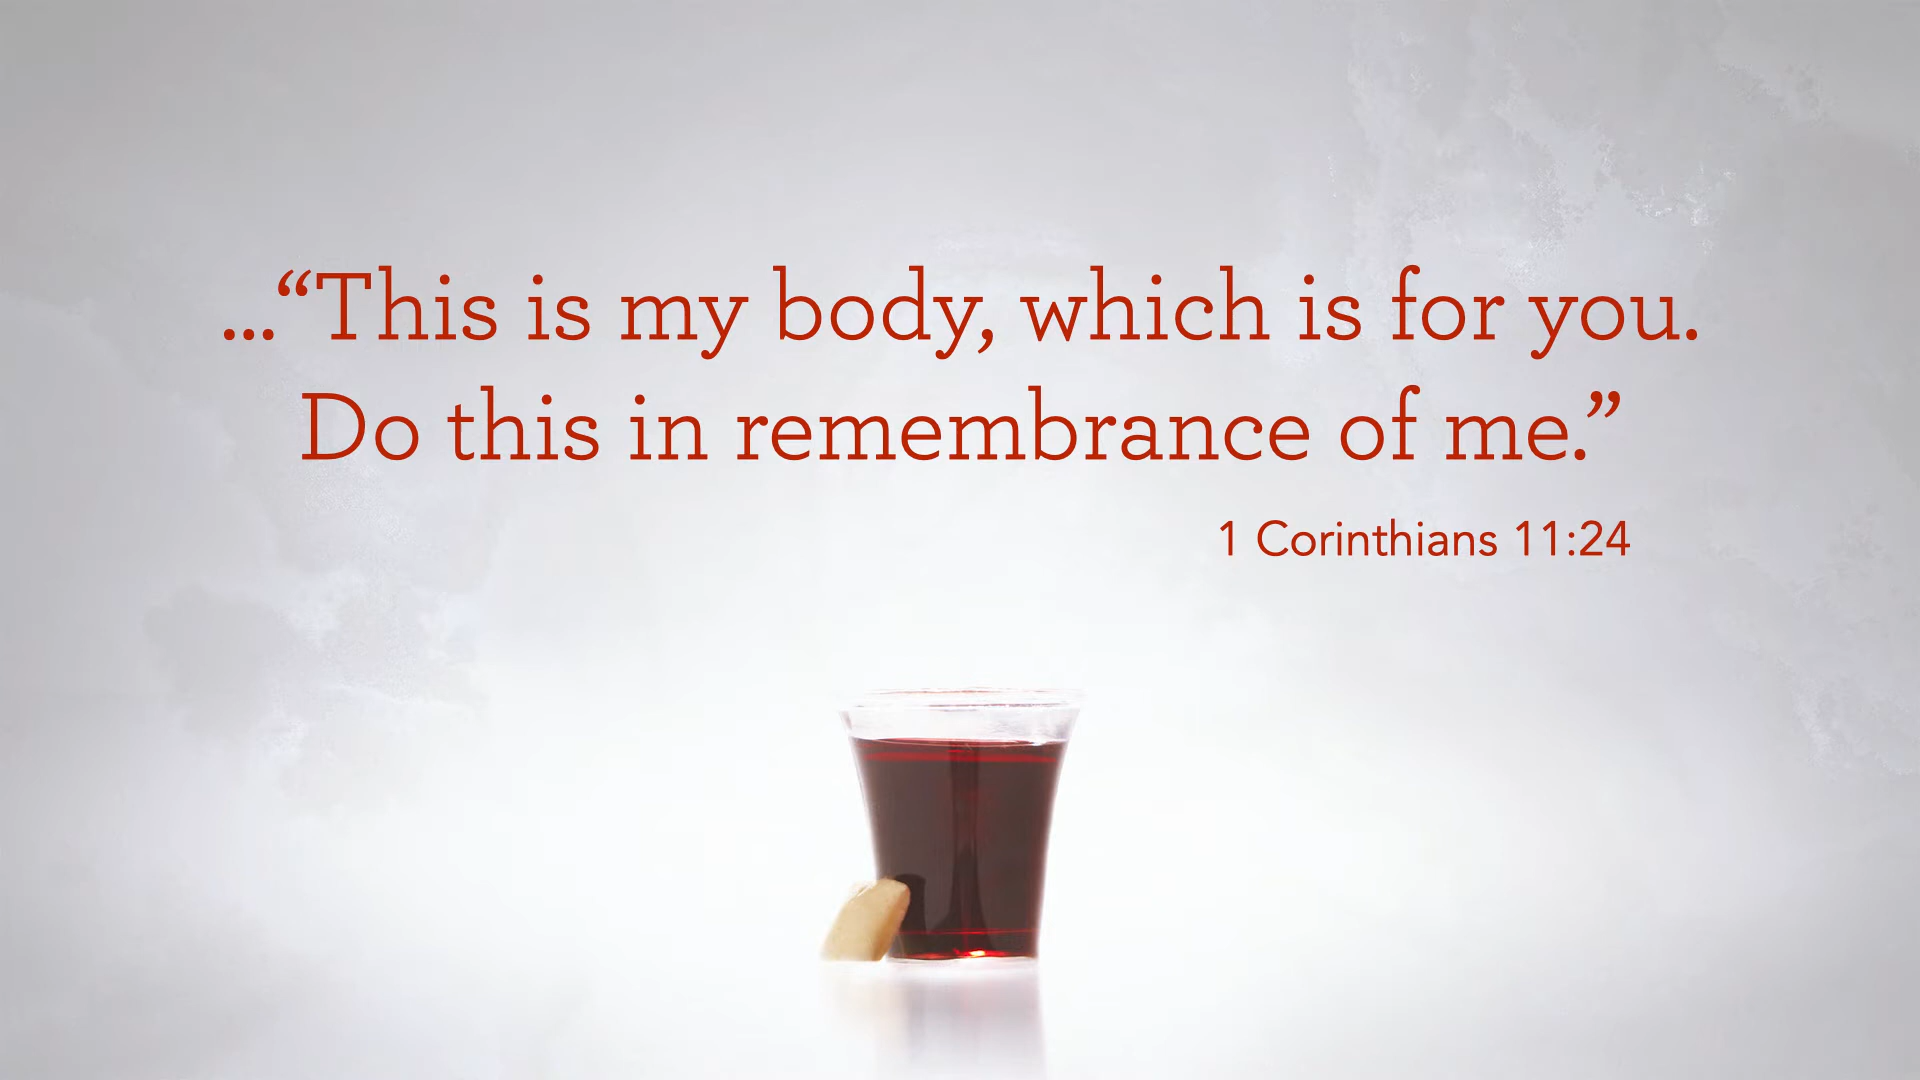 ...“This is my body, which is for you.
Do this in remembrance of me.”
1 Corinthians 11:24